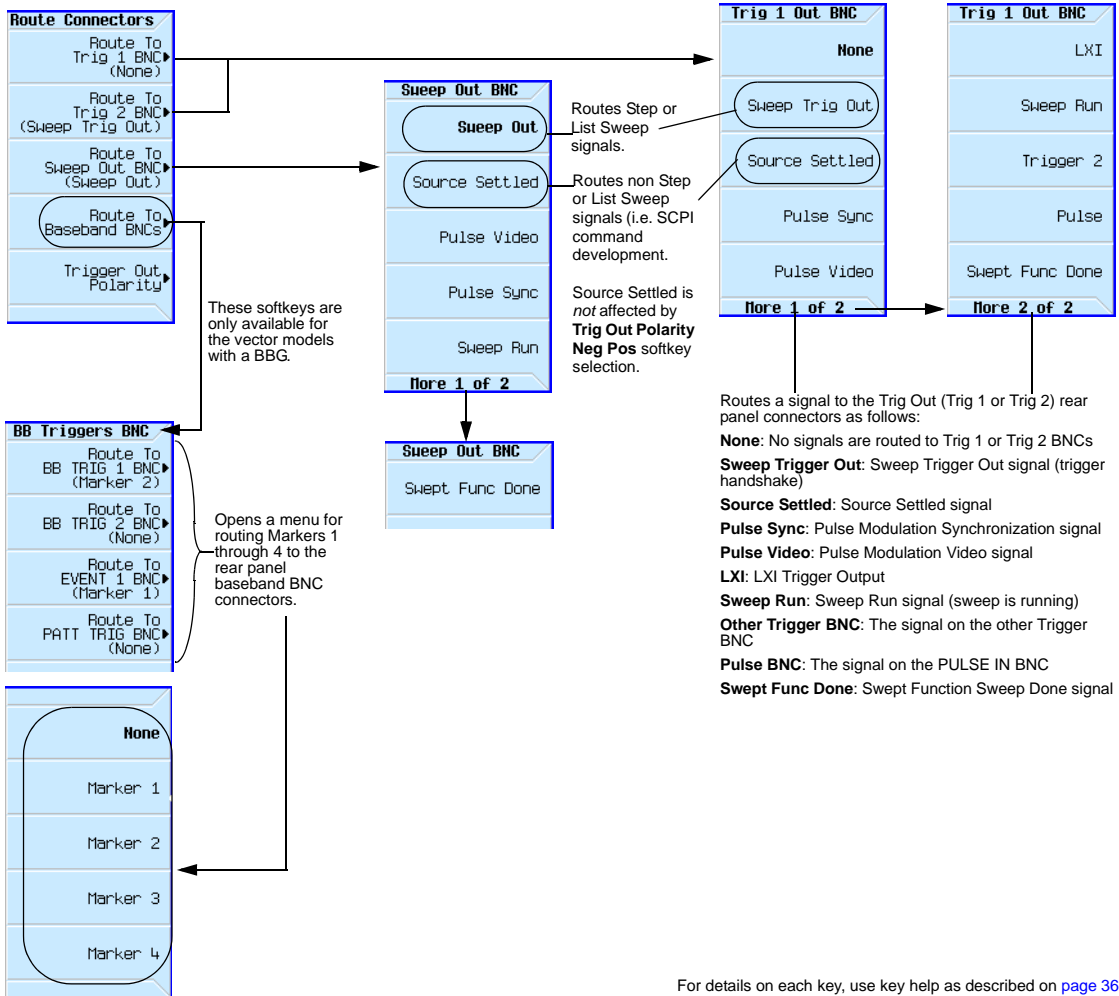 Route Connectors
Route To
Trig 1 BNC
(None)
Route To
Trig 2 BNC
(Sweep Trig Out)
Route To
Sweep Out BNC
(Sweep Out)
Route To
Baseband BNCs
Trigger Out
Polarity
These softkeys are
only available for
the vector models
with a BBG.
BB Triggers BNC
Route To
BB TRIG 1 BNC
(Marker 2)
Route To
BB TRIG 2 BNC
(None)
Route To
EVENT 1 BNC
(Marker 1)
Route To
PATT TRIG BNC
(None)
Opens a menu for
routing Markers 1
through 4 to the
rear panel
baseband BNC
connectors.
None
Marker 1
Marker 2
Marker 3
Marker 4
Sweep Out BNC
Sweep Out
Source Settled
Pulse Video
Pulse Sync
Sweep Run
More 1 of 2
Sweep Out BNC
Swept Func Done
Routes Step or
List Sweep
signals.
Routes non Step
or List Sweep
signals (i.e. SCPI
command
development.
Source Settled is
not affected by
Trig Out Polarity
Neg Pos softkey
selection.
Trig 1 Out BNC
None
Sweep Trig Out
Source Settled
Pulse Sync
Pulse Video
More 1 of 2
Trig 1 Out BNC
LXI
Sweep Run
Trigger 2
Pulse
Swept Func Done
More 2 of 2
Routes a signal to the Trig Out (Trig 1 or Trig 2) rear
panel connectors as follows:
None: No signals are routed to Trig 1 or Trig 2 BNCs
Sweep Trigger Out: Sweep Trigger Out signal (trigger
handshake)
Source Settled: Source Settled signal
Pulse Sync: Pulse Modulation Synchronization signal
Pulse Video: Pulse Modulation Video signal
LXI: LXI Trigger Output
Sweep Run: Sweep Run signal (sweep is running)
Other Trigger BNC: The signal on the other Trigger
BNC
Pulse BNC: The signal on the PULSE IN BNC
Swept Func Done: Swept Function Sweep Done signal
For details on each key, use key help as described on page 36